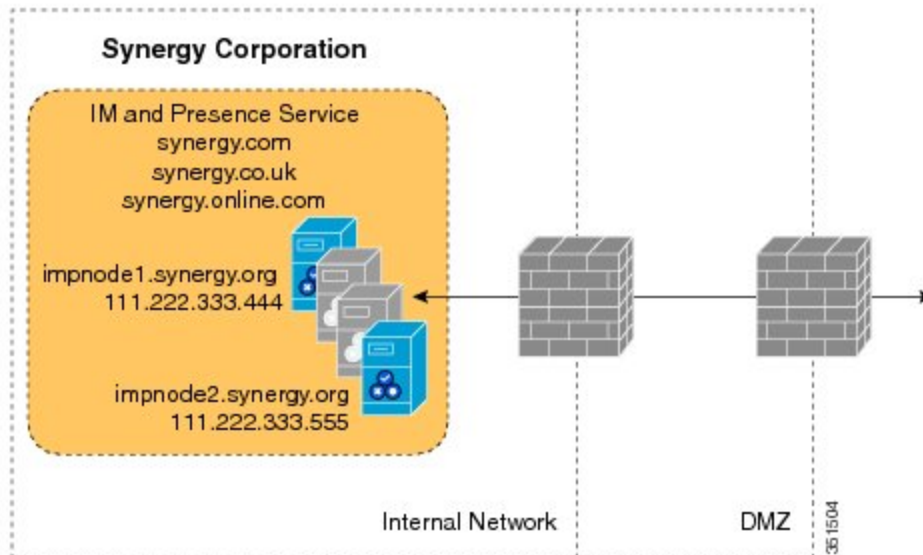 Synergy Corporation
IM and Presence Service
synergy.com
synergy.co.uk
synergy.online.com
impnode1.synergy.org
111.222.333.444
impnode2.synergy.org
111.222.333.555
Internal Network
DMZ
351504